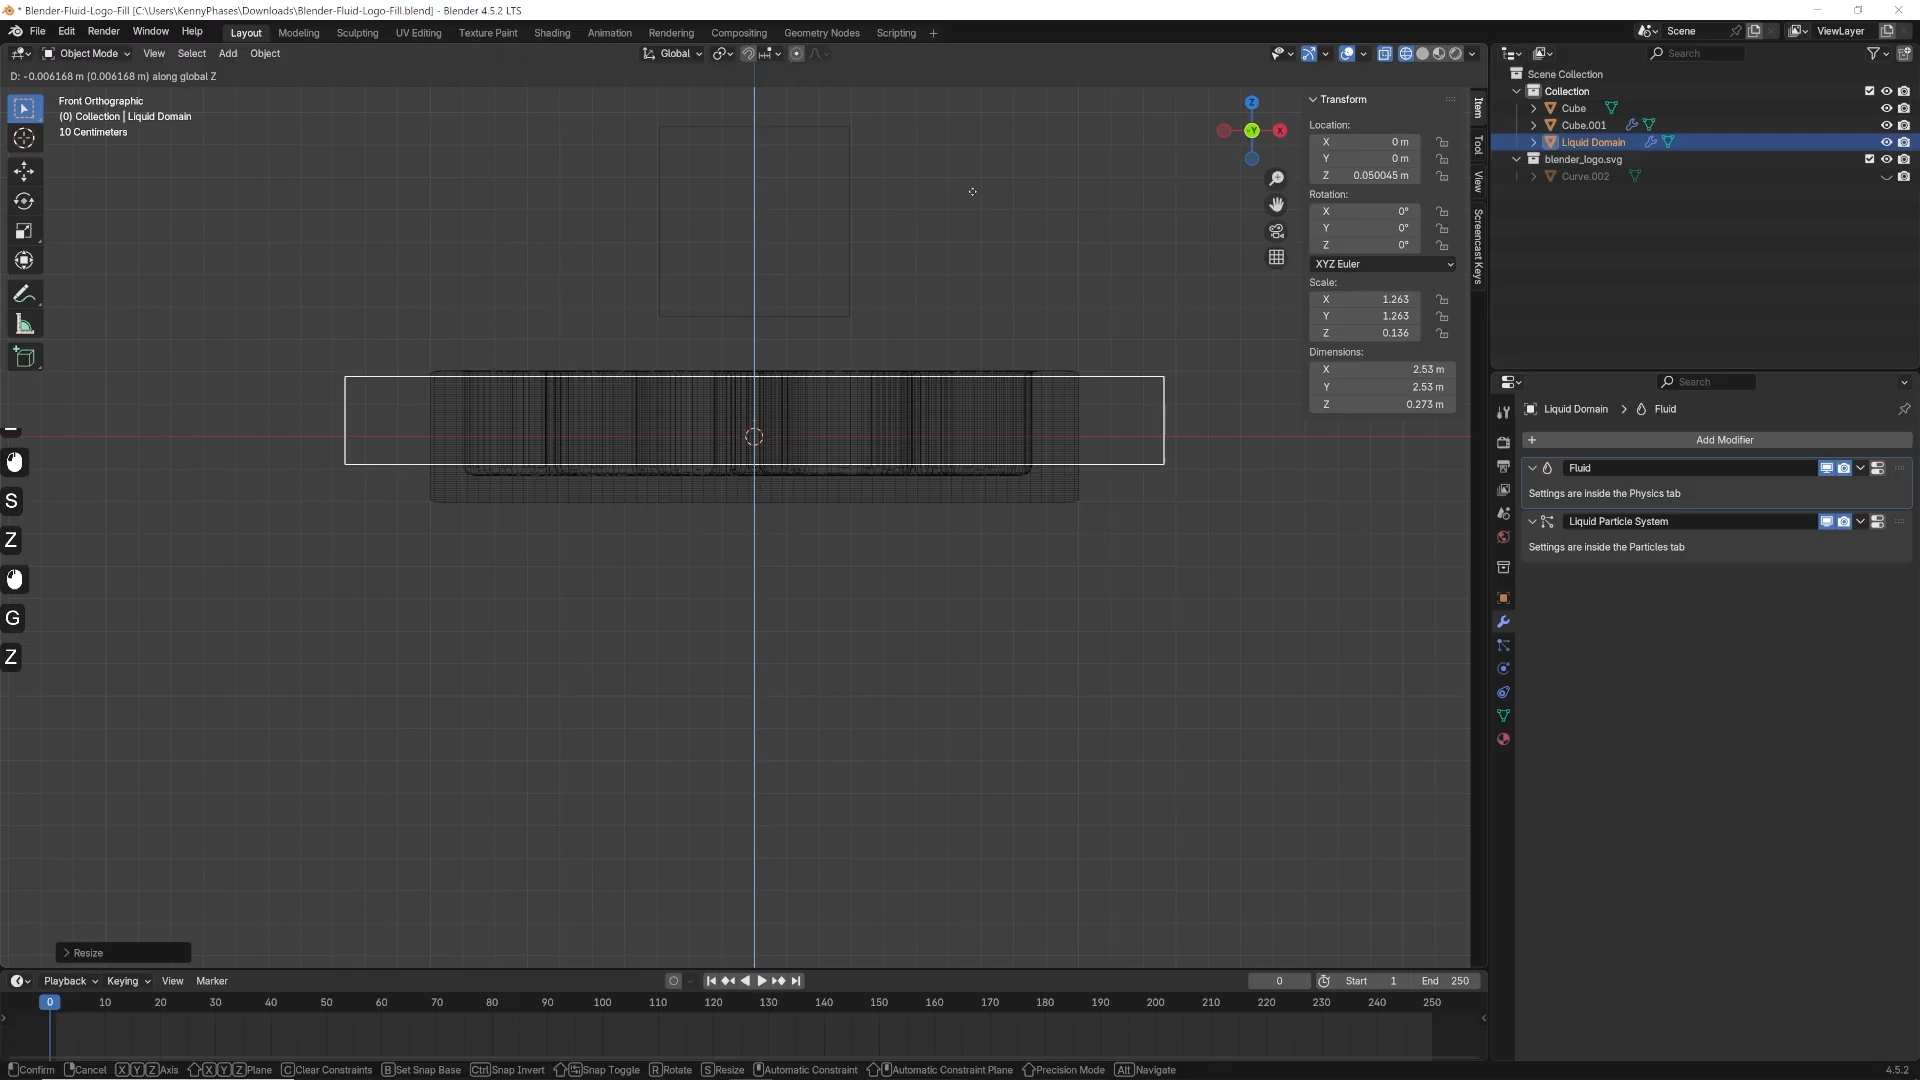 * Blender-Fluid-Logo-Fill [C:\Users\KennyPhases\Downloads\Blender-Fluid-Logo-Fill.blend] - Blender 4.5.2 LTS
File Edit Render Window Help Layout Modeling Sculpting UV Editing Texture Paint Shading Animation Rendering Compositing Geometry Nodes Scripting + Scene ViewLayer
Object Mode View Select Add Object Global Search
D: -0.006168 m (0.006168 m) along global Z
Front Orthographic
(0) Collection | Liquid Domain
10 Centimeters
Z
X
-Y
Transform
Location:
X 0 m
Y 0 m
Z 0.050045 m
Rotation:
X 0°
Y 0°
Z 0°
XYZ Euler
Scale:
X 1.263
Y 1.263
Z 0.136
Dimensions:
X 2.53 m
Y 2.53 m
Z 0.273 m
Item
Tool
View
Screencast Keys
Scene Collection
Collection
Cube
Cube.001
Liquid Domain
blender_logo.svg
Curve.002
Search
Liquid Domain > Fluid
+ Add Modifier
Fluid
Settings are inside the Physics tab
Liquid Particle System
Settings are inside the Particles tab
S
Z
G
Z
> Resize
Playback Keying View Marker 0 Start 1 End 250
0 10 20 30 40 50 60 70 80 90 100 110 120 130 140 150 160 170 180 190 200 210 220 230 240 250
Confirm Cancel X Y Z Axis X Y Z Plane C Clear Constraints B Set Snap Base Ctrl Snap Invert Snap Toggle R Rotate S Resize Automatic Constraint Automatic Constraint Plane Precision Mode Alt Navigate 4.5.2